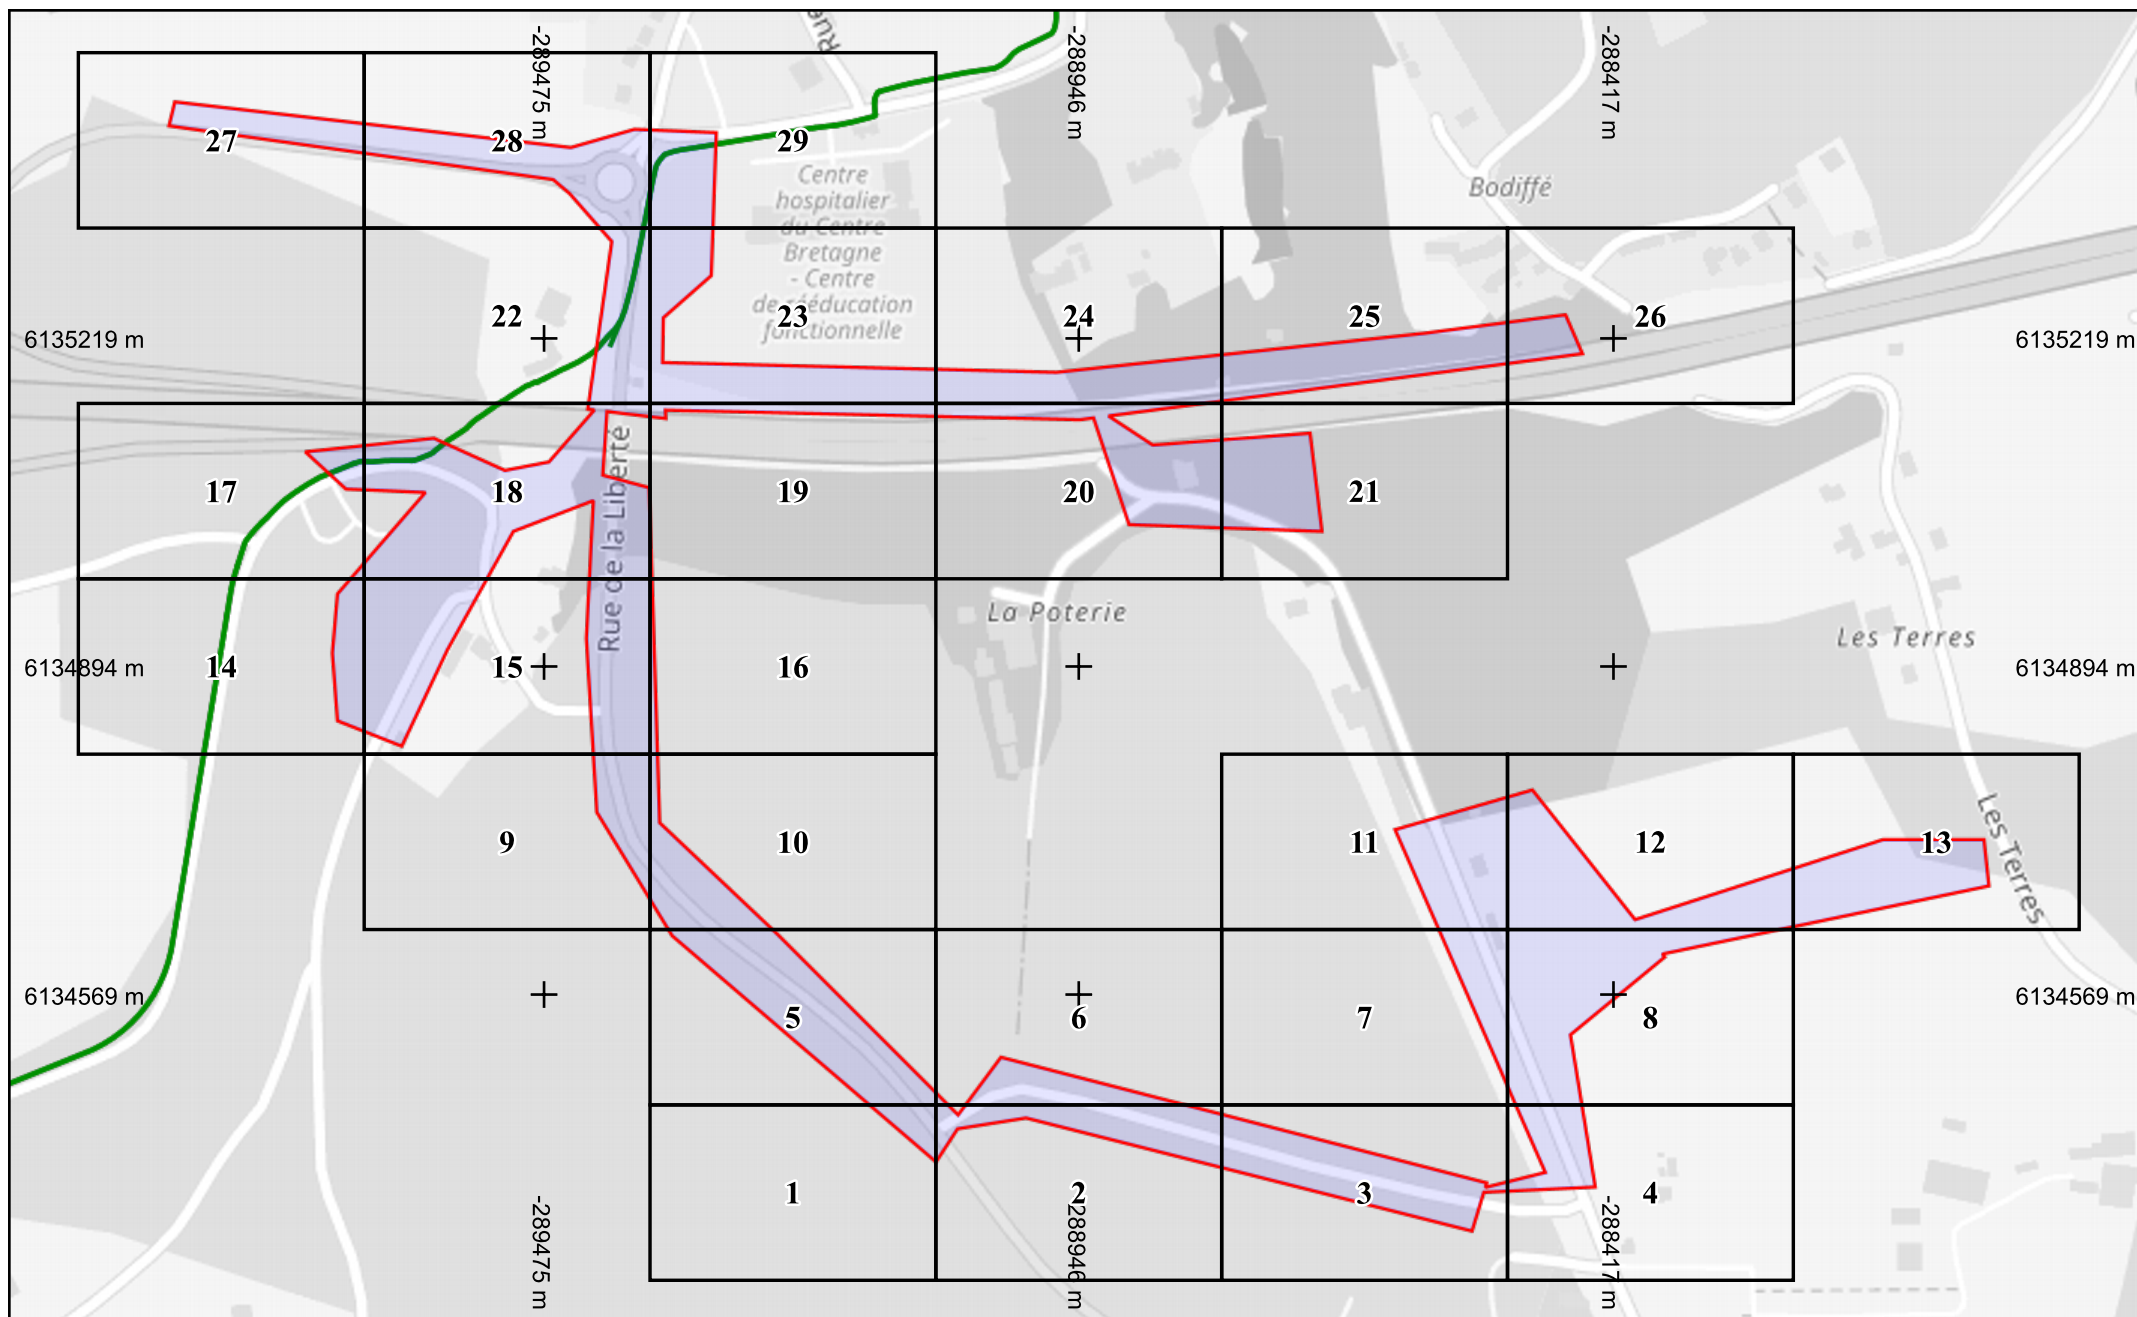 Rue
-289475 m
-288946 m
-288417 m
27
28
29
Centre
hospitalier
du Centre
Bretagne
- Centre
de rééducation
fonctionnelle
Bodiffé
22
23
24
25
26
6135219 m
6135219 m
17
18
19
20
21
Rue de la Liberté
La Poterie
Les Terres
6134894 m
14
15
16
6134894 m
9
10
11
12
13
Les Terres
6134569 m
5
6
7
8
6134569 m
1
2
3
4
-289475 m
-288946 m
-288417 m